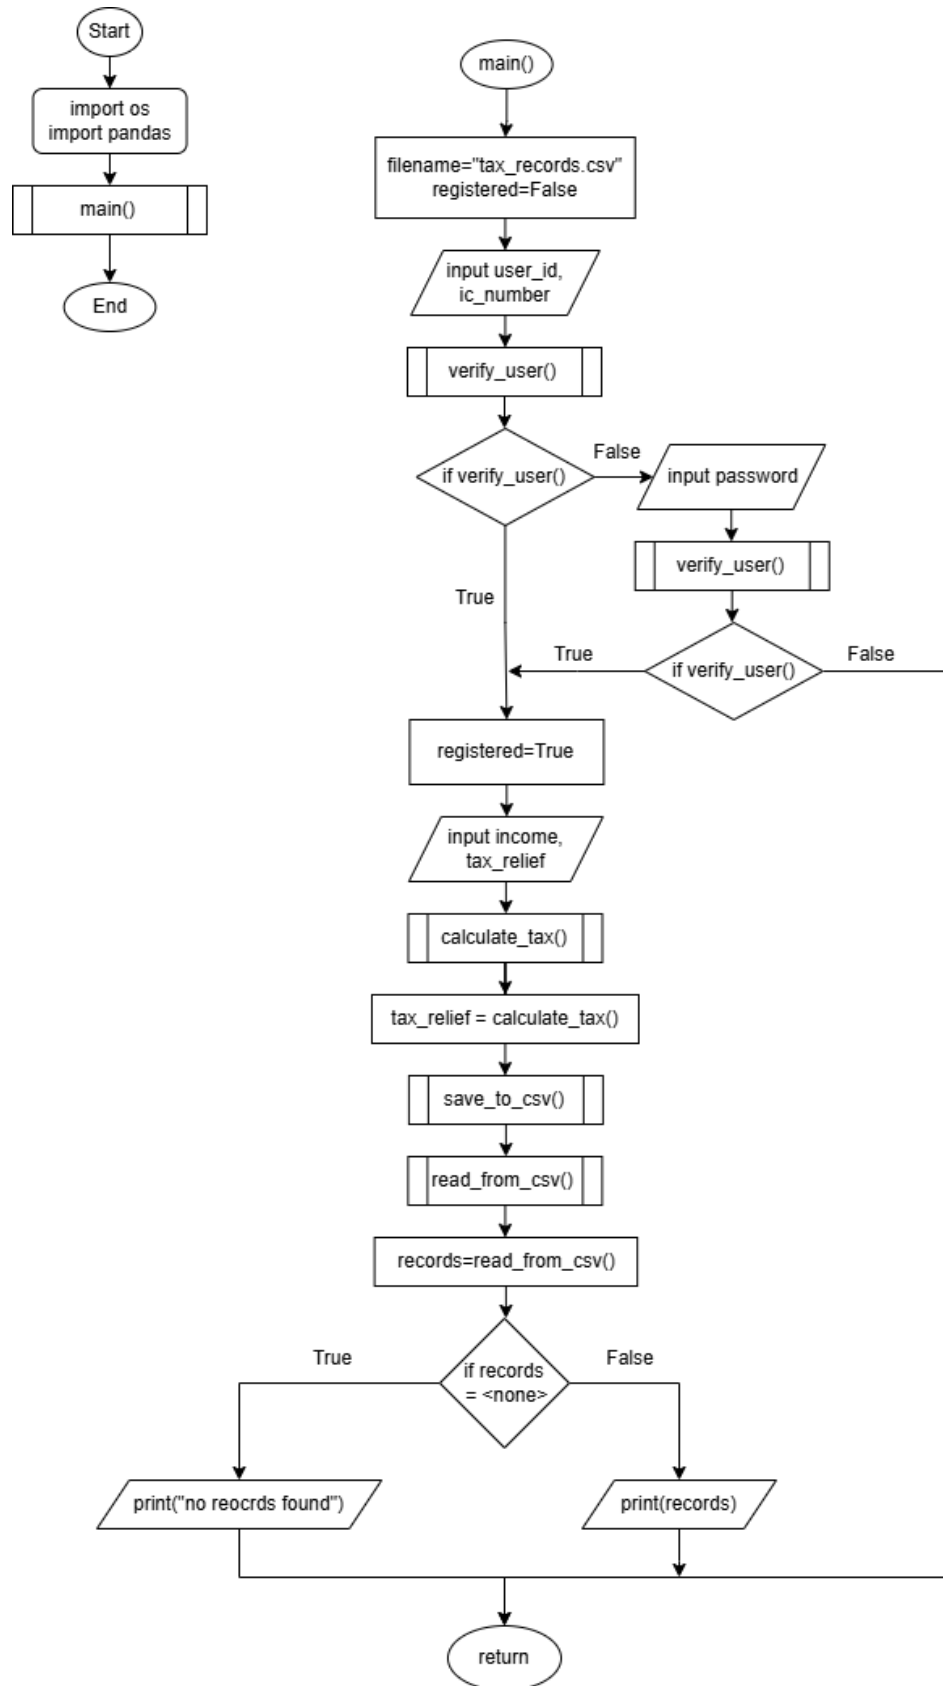 Start
import os
import pandas
main()
End
main()
filename="tax_records.csv"
registered=False
input user_id,
ic_number
verify_user()
if verify_user()
False
input password
verify_user()
True
True
if verify_user()
False
registered=True
input income,
tax_relief
calculate_tax()
tax_relief = calculate_tax()
save_to_csv()
read_from_csv()
records=read_from_csv()
True
if records
= <none>
False
print("no reocrds found")
print(records)
return